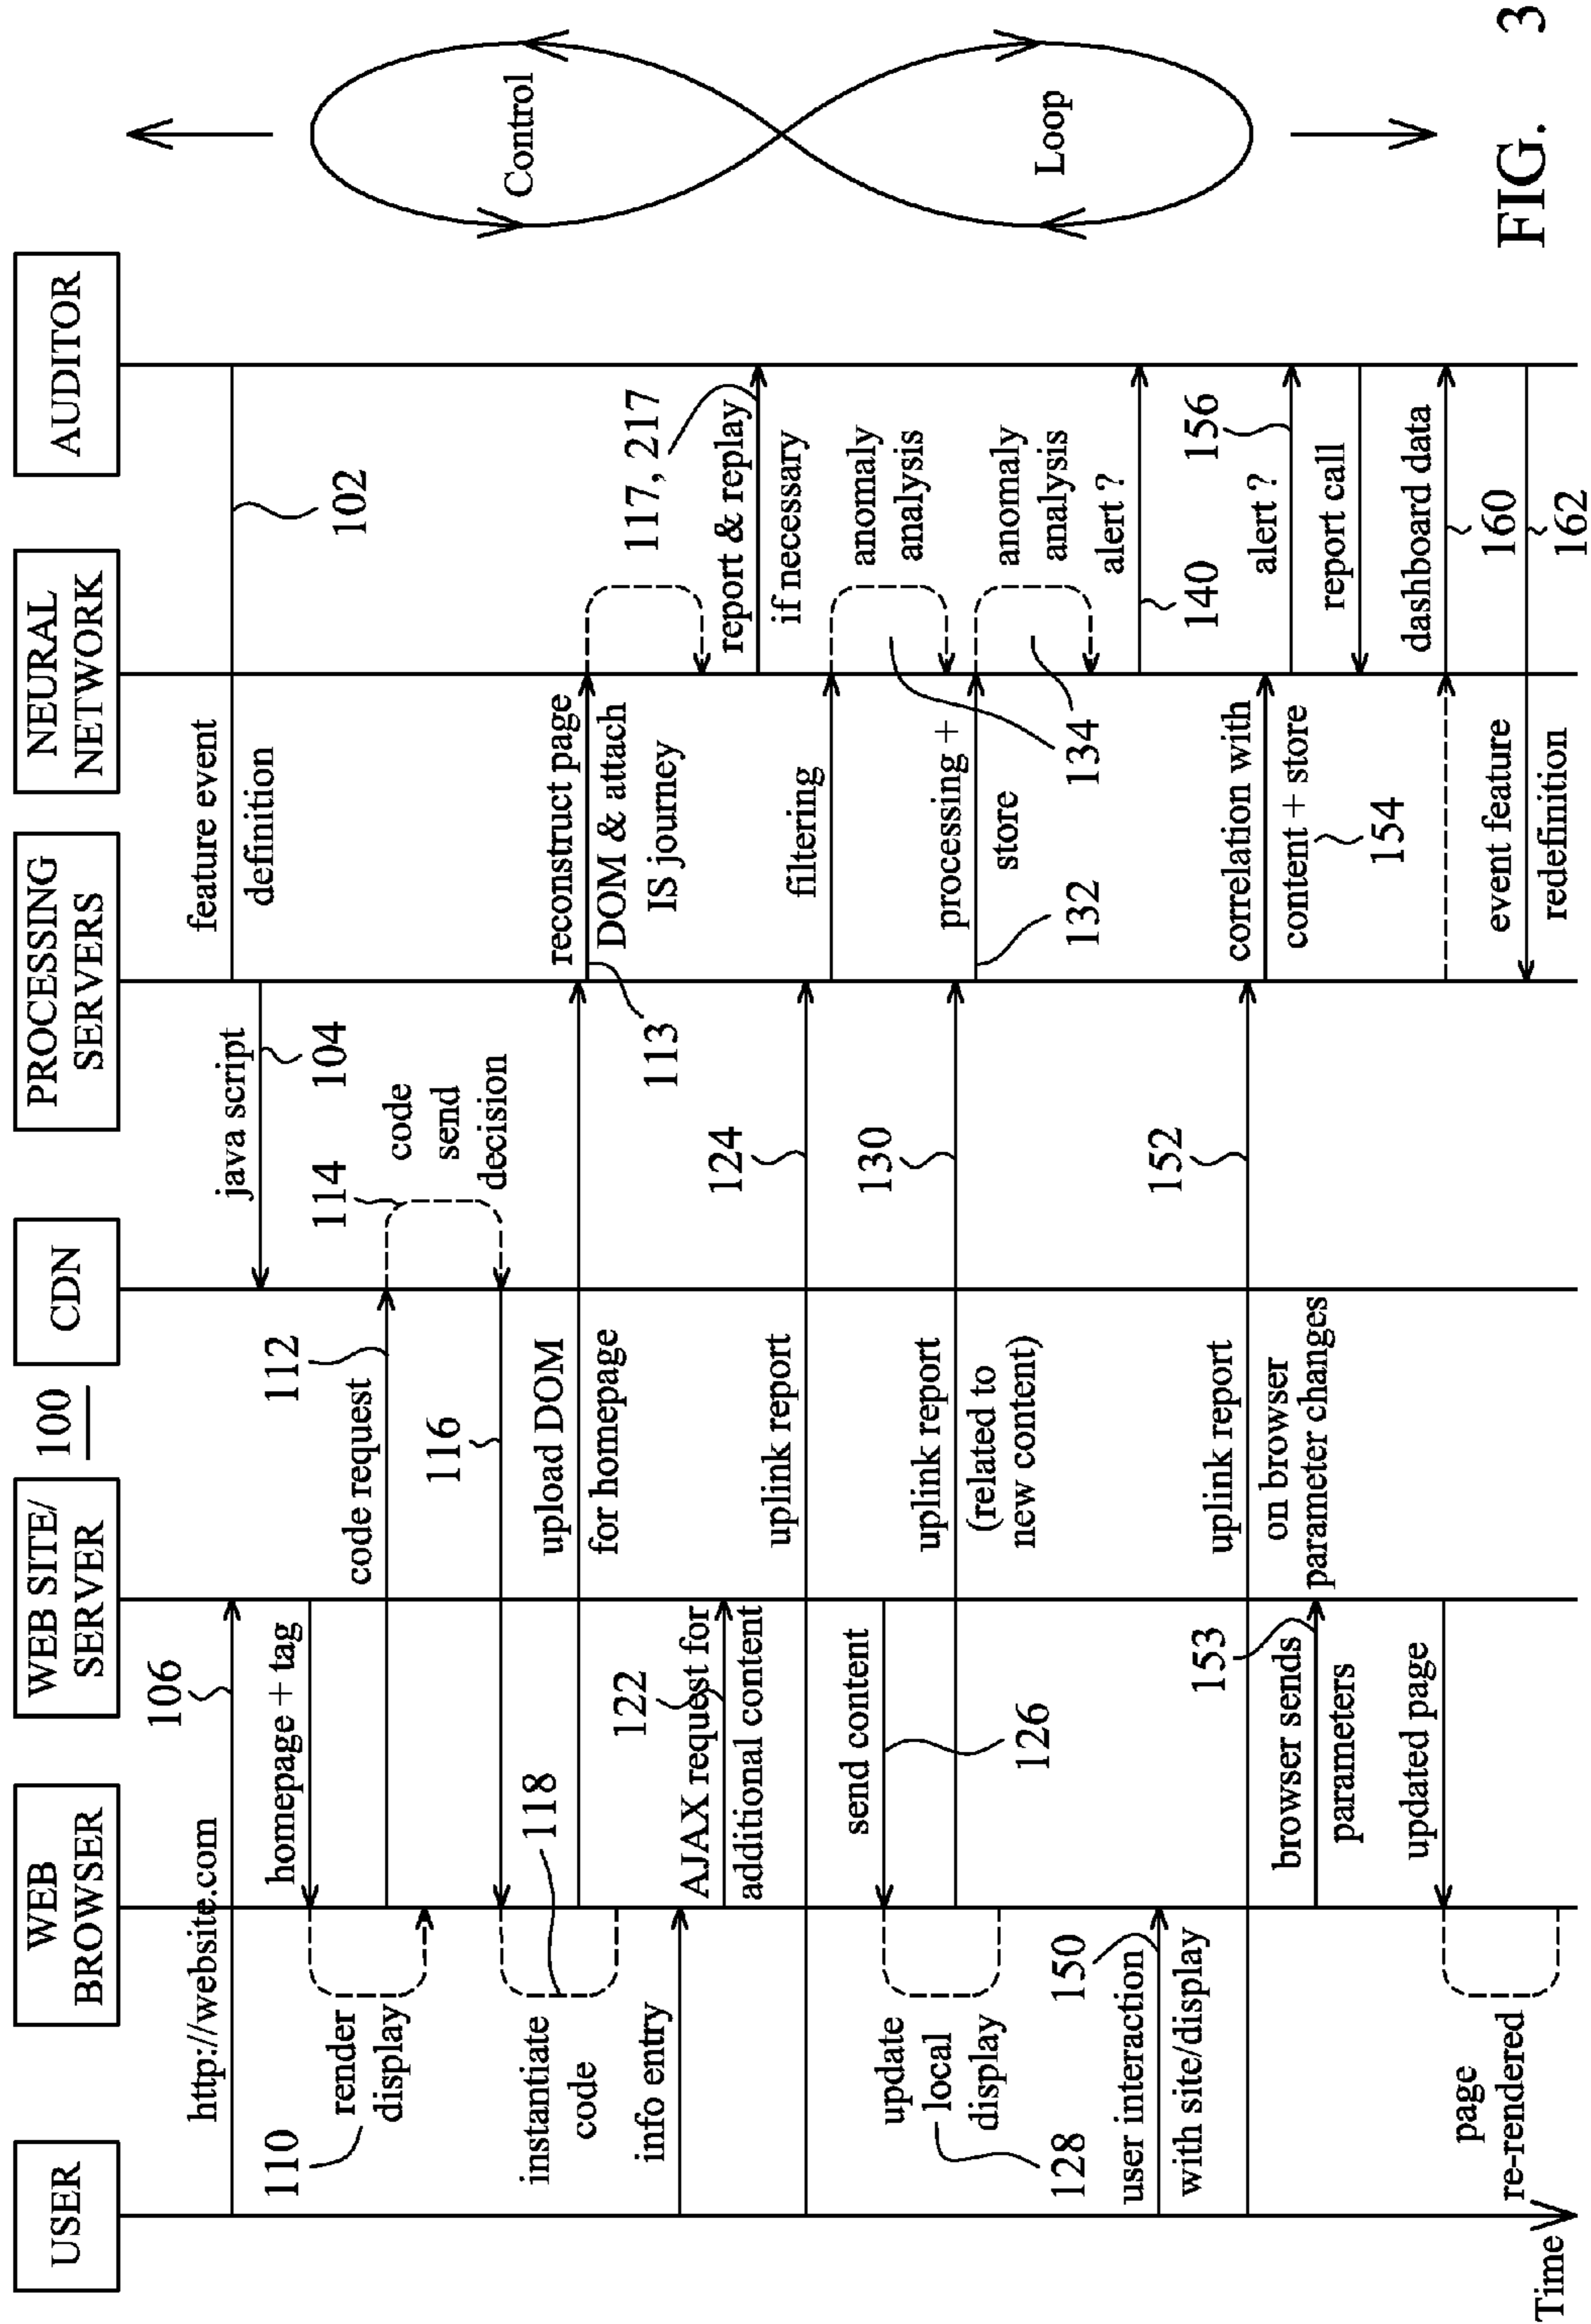 100
USER
WEB
BROWSER
WEB SITE/
SERVER
CDN
PROCESSING
SERVERS
NEURAL
NETWORK
AUDITOR
http://website.com
106
feature event
definition
102
java script
104
homepage + tag
110
render
display
code request
112
114
code
send
decision
116
instantiate
code
118
upload DOM
for homepage
113
reconstruct page
DOM & attach
IS journey
117, 217
report & replay
if necessary
info entry
122
AJAX request for
additional content
uplink report
124
filtering
anomaly
analysis
134
send content
126
update
local
display
128
uplink report
(related to
new content)
130
processing +
store
132
anomaly
analysis
alert ?
140
150
user interaction
with site/display
uplink report
on browser
parameter changes
152
correlation with
content + store
154
alert ?
156
153
browser sends
parameters
report call
updated page
dashboard data
160
page
re-rendered
event feature
redefinition
162
Time
Control
Loop
FIG. 3